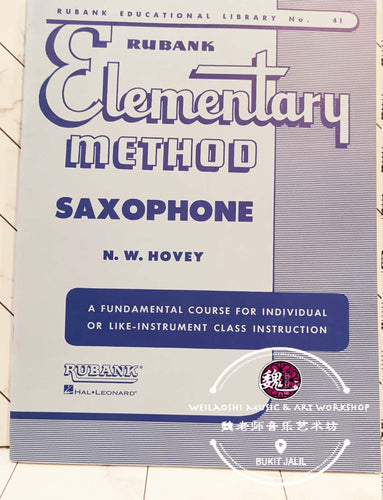 RUBANK EDUCATIONAL LIBRARY No. 41
RUBANK
Elementary
METHOD
SAXOPHONE
N. W. HOVEY
A FUNDAMENTAL COURSE FOR INDIVIDUAL
OR LIKE-INSTRUMENT CLASS INSTRUCTION
RUBANK
HAL•LEONARD
魏
WEILAOSHI MUSIC & ART WORKSHOP
魏老师音乐艺术坊
BUKIT JALIL